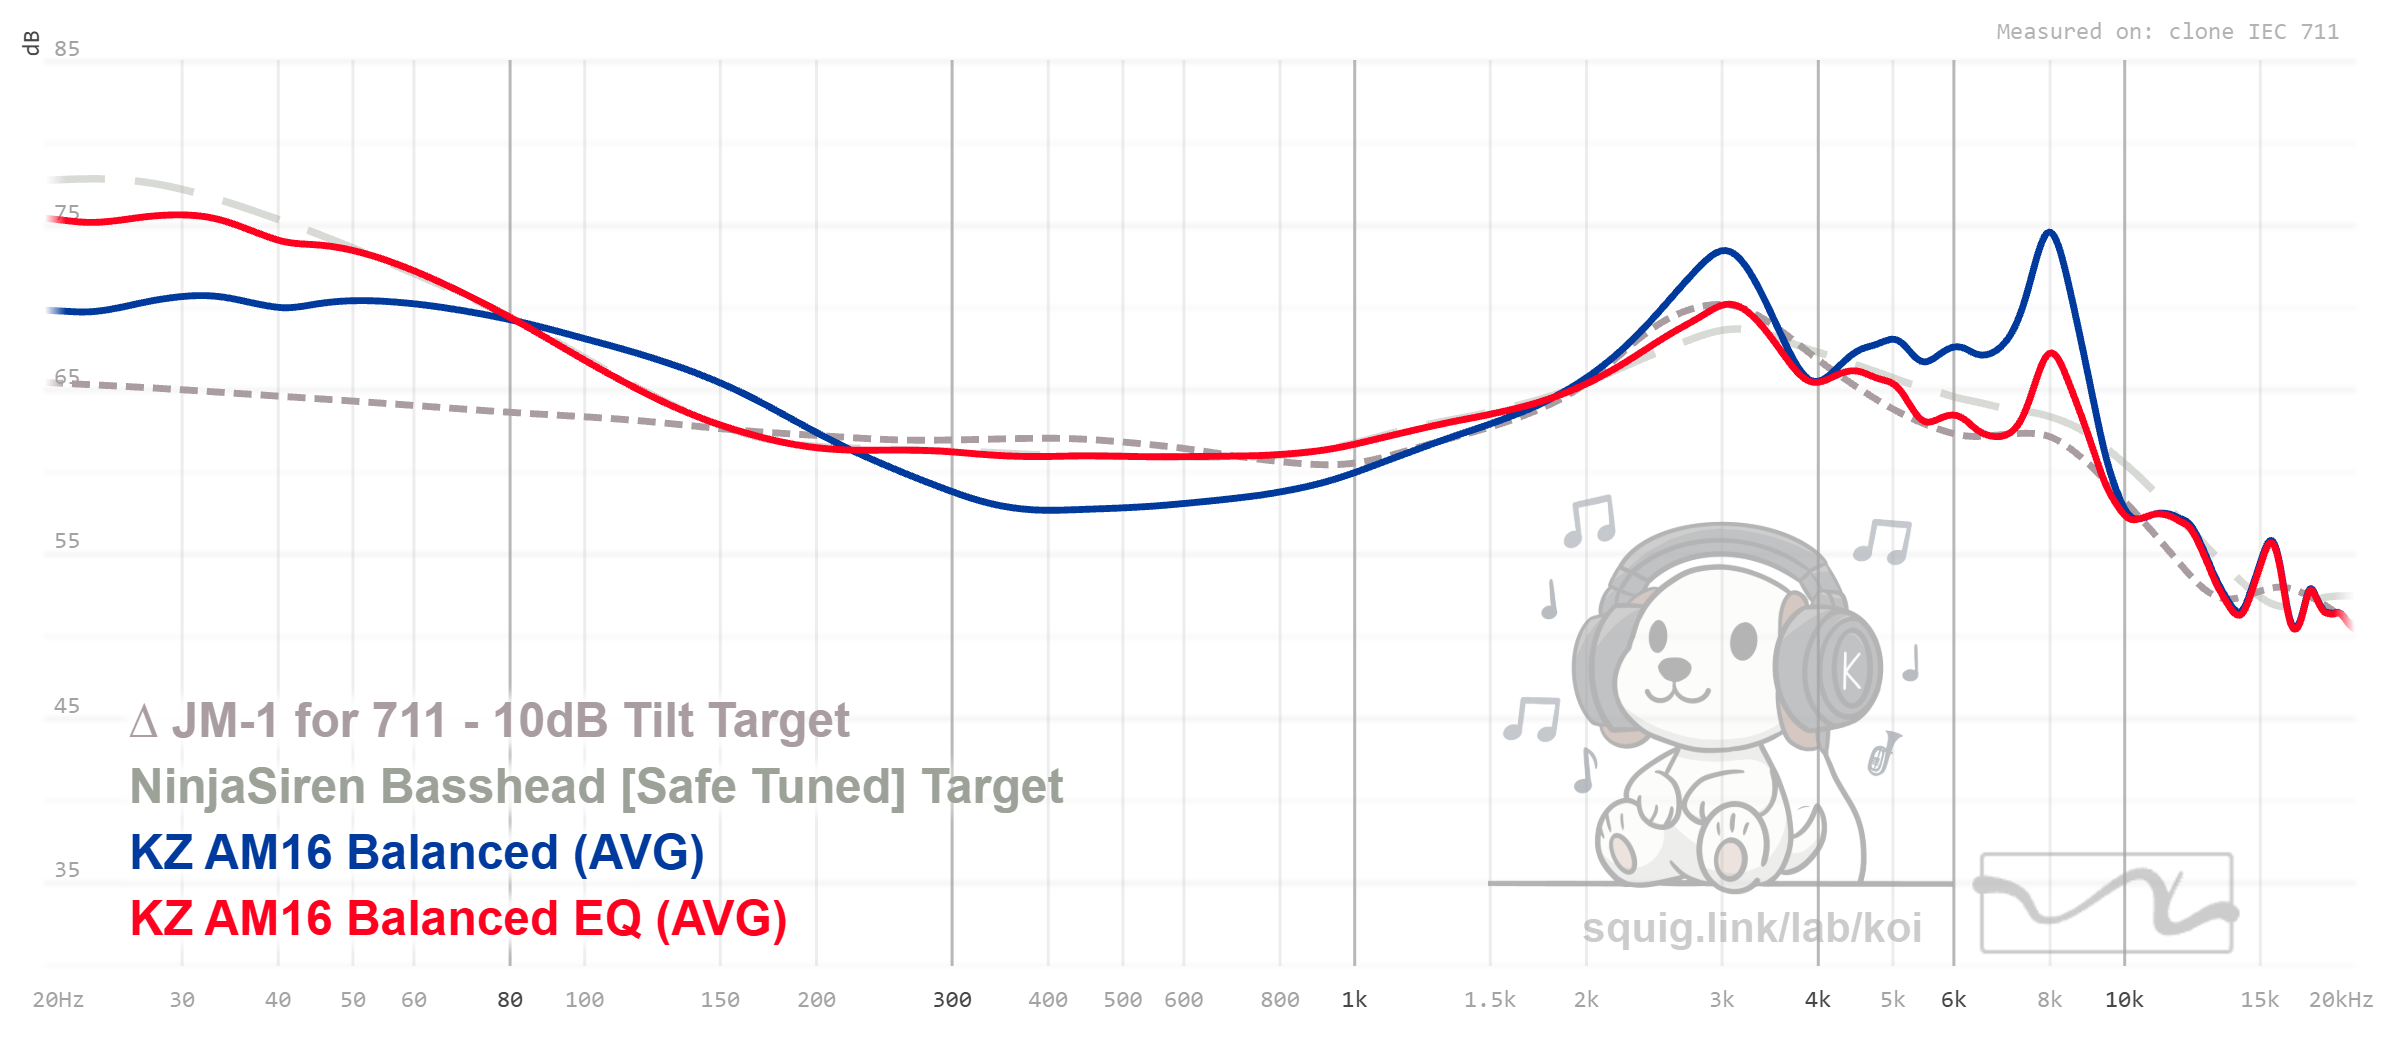 Measured on: clone IEC 711
dB
85
75
65
55
45
35
Δ JM-1 for 711 - 10dB Tilt Target
NinjaSiren Basshead [Safe Tuned] Target
KZ AM16 Balanced (AVG)
KZ AM16 Balanced EQ (AVG)
K
squig.link/lab/koi
20Hz 30 40 50 60 80 100 150 200 300 400 500 600 800 1k 1.5k 2k 3k 4k 5k 6k 8k 10k 15k 20kHz